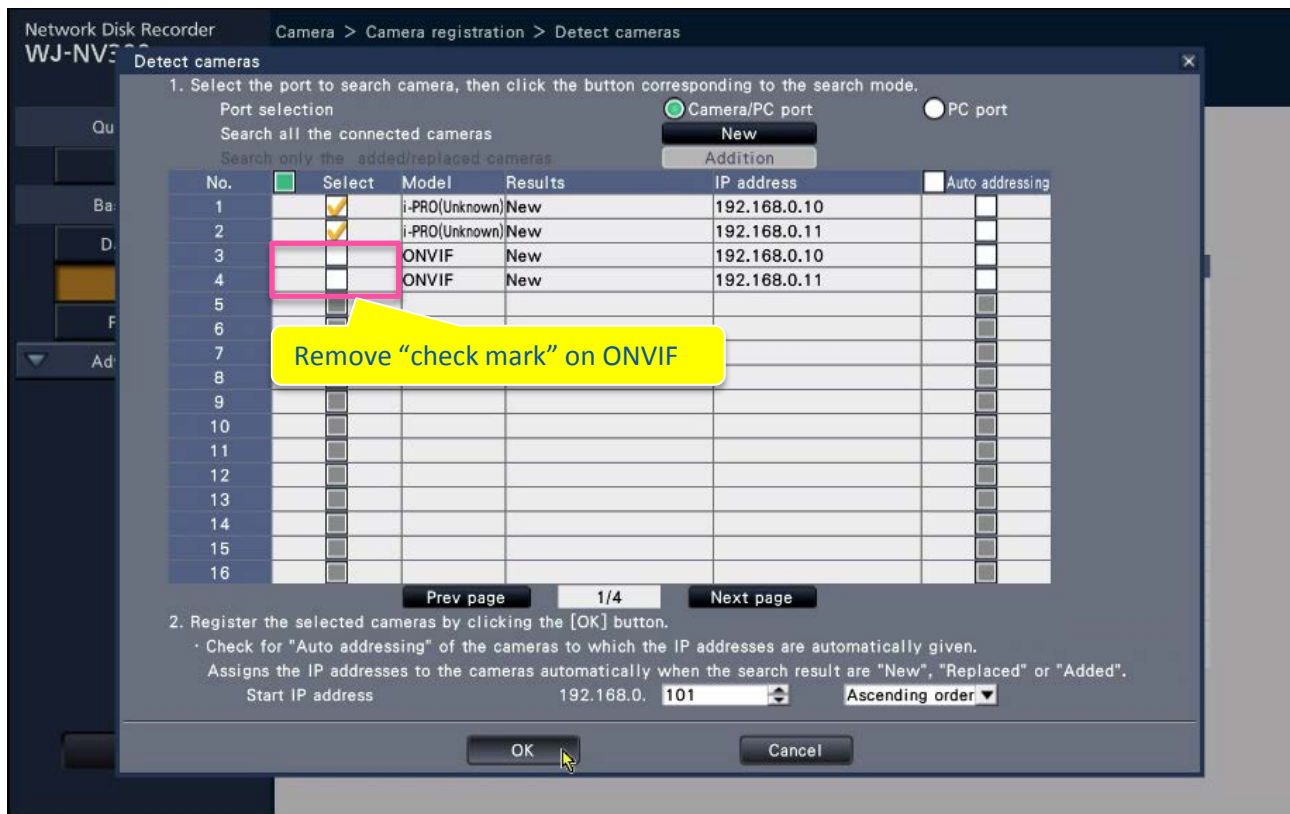 Network Disk Recorder
Camera > Camera registration > Detect cameras
WJ-NV3
Detect cameras
1. Select the port to search camera, then click the button corresponding to the search mode.
Port selection Camera/PC port PC port
Qu
Search all the connected cameras New
Search only the added/replaced cameras Addition
No. Select Model Results IP address Auto addressing
1 i-PRO(Unknown) New 192.168.0.10
Ba
2 i-PRO(Unknown) New 192.168.0.11
D
3 ONVIF New 192.168.0.10
4 ONVIF New 192.168.0.11
5
6
F
7
Ad
Remove “check mark” on ONVIF
8
9
10
11
12
13
14
15
16
Prev page 1/4 Next page
2. Register the selected cameras by clicking the [OK] button.
· Check for "Auto addressing" of the cameras to which the IP addresses are automatically given.
Assigns the IP addresses to the cameras automatically when the search result are "New", "Replaced" or "Added".
Start IP address 192.168.0. 101 Ascending order
OK Cancel